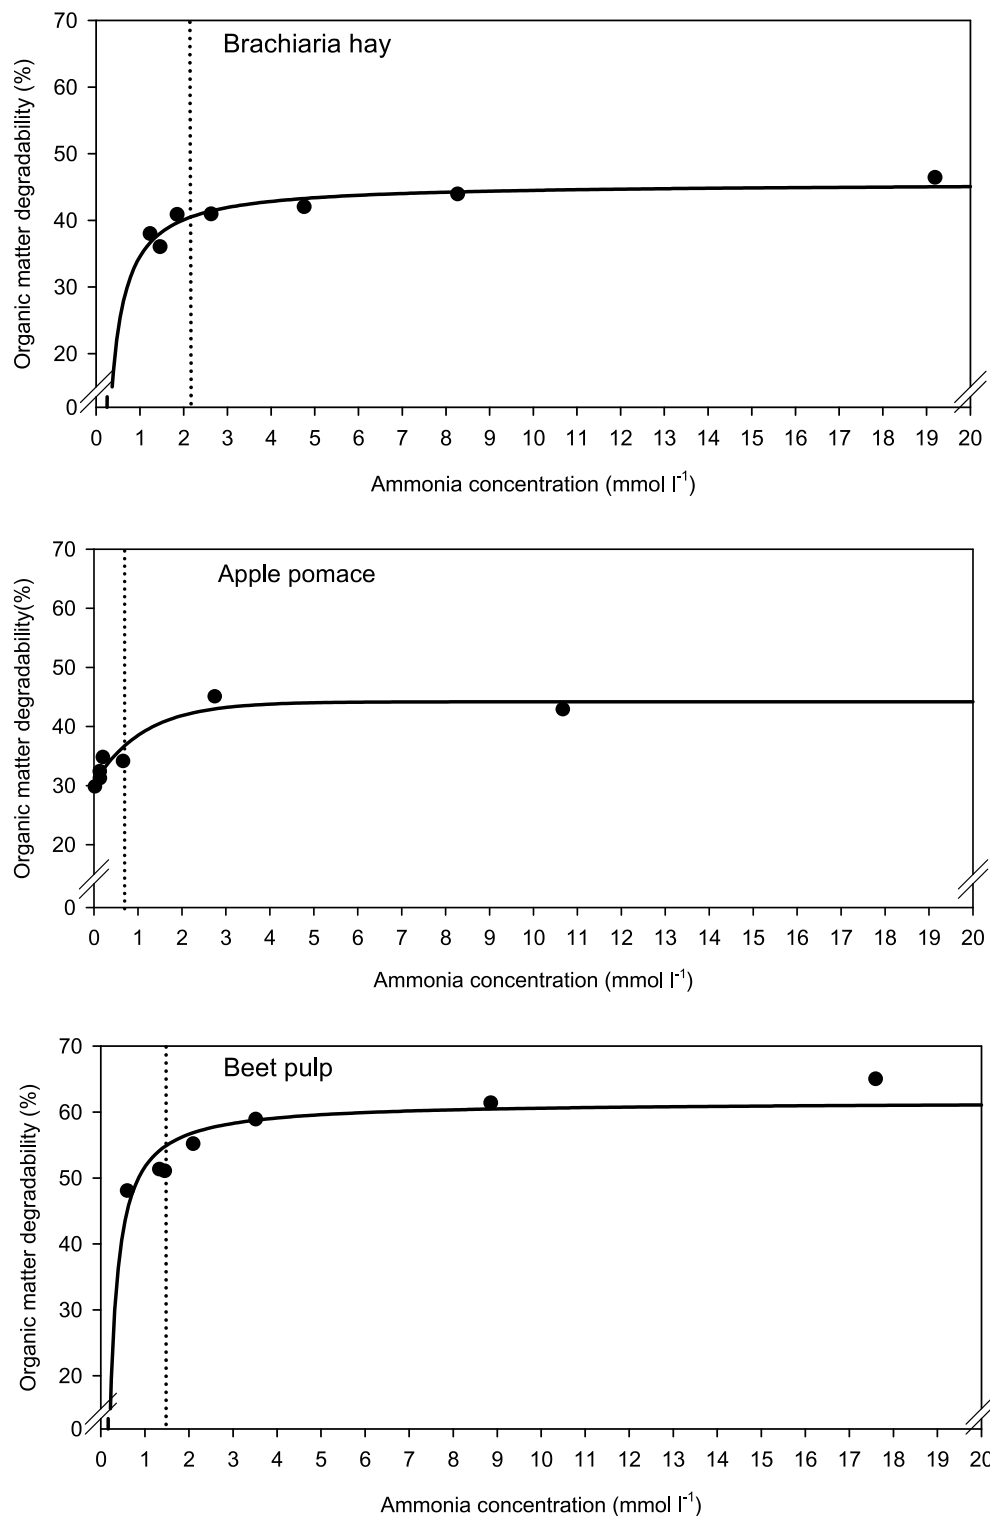 Brachiaria hay
Organic matter degradability (%)
70
60
50
40
30
20
0
0 1 2 3 4 5 6 7 8 9 10 11 12 13 14 15 16 17 18 19 20
Ammonia concentration (mmol l⁻¹)
Apple pomace
Organic matter degradability(%)
70
60
50
40
30
20
0
0 1 2 3 4 5 6 7 8 9 10 11 12 13 14 15 16 17 18 19 20
Ammonia concentration (mmol l⁻¹)
Beet pulp
Organic matter degradability (%)
70
60
50
40
30
20
0
0 1 2 3 4 5 6 7 8 9 10 11 12 13 14 15 16 17 18 19 20
Ammonia concentration (mmol l⁻¹)